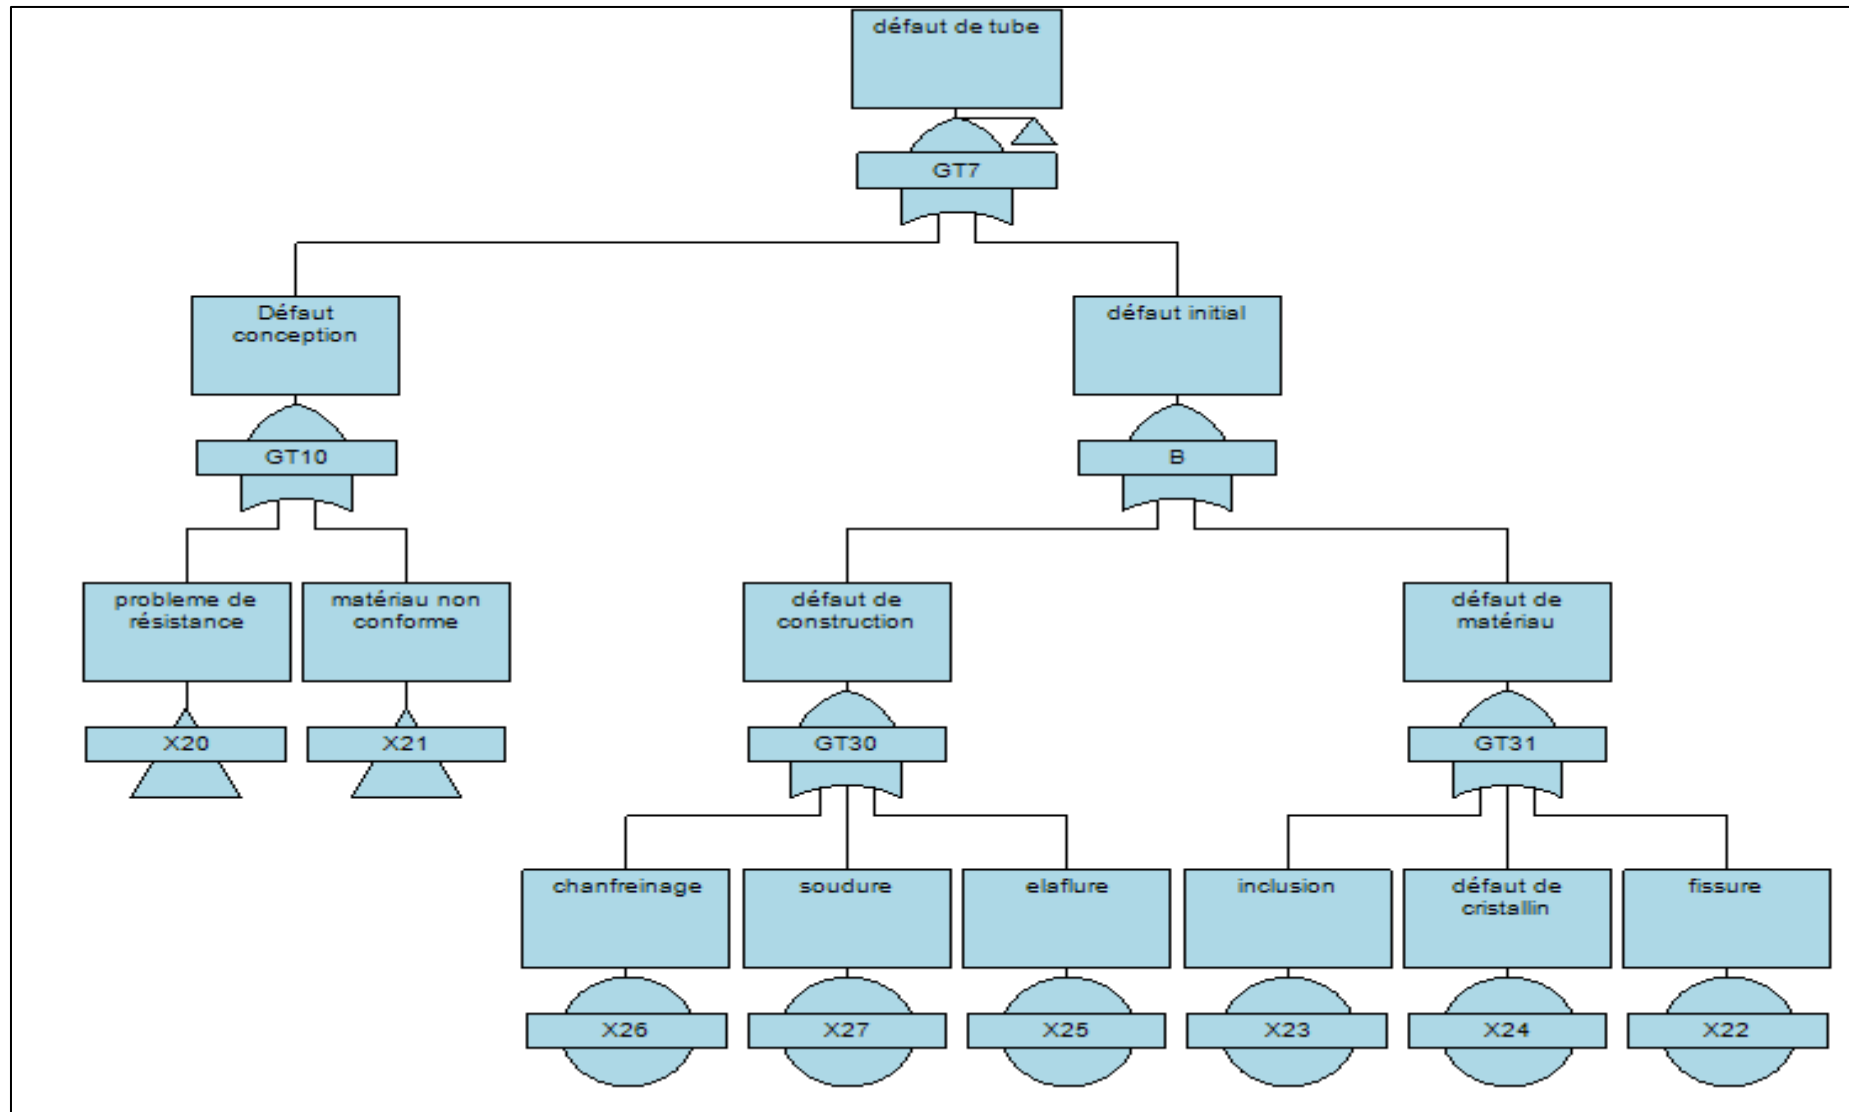 défaut de tube
GT7
Défaut
conception
défaut initial
GT10
B
probleme de
résistance
matériau non
conforme
défaut de
construction
défaut de
matériau
X20
X21
GT30
GT31
chanfreinage
soudure
elaflure
inclusion
défaut de
cristallin
fissure
X26
X27
X25
X23
X24
X22